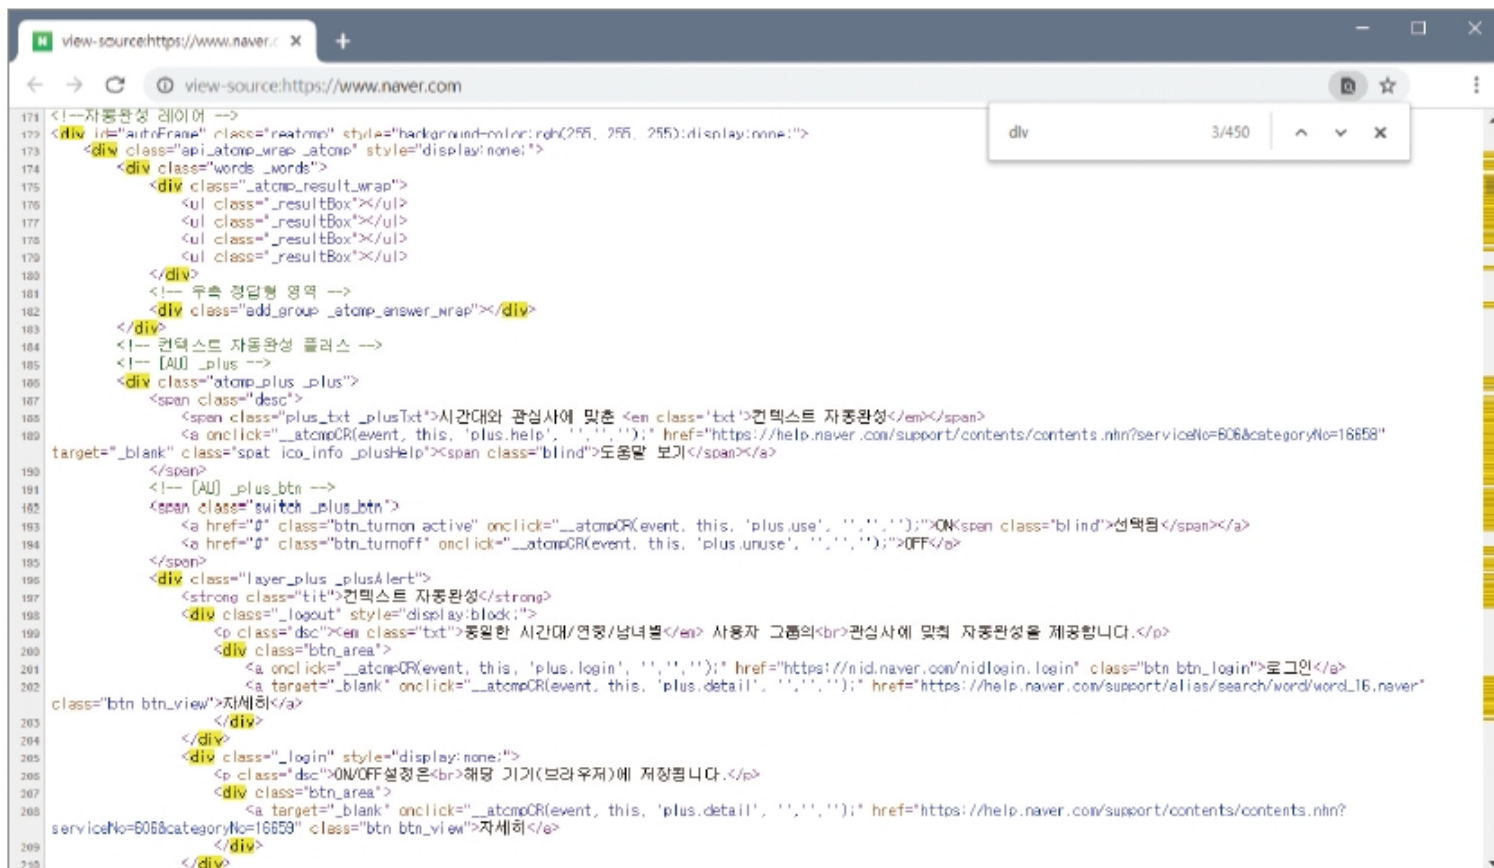 view-source:https://www.naver.c
view-source:https://www.naver.com
div 3/450
171 <!--자동완성 레이어 -->
172 <div id="autoFrame" class="reatcmp" style="background-color:rgb(255, 255, 255);display:none;">
173 <div class="api_atcmp_wrap _atcmp" style="display:none;">
174 <div class="words _words">
175 <div class="_atcmp_result_wrap">
176 <ul class="_resultBox"></ul>
177 <ul class="_resultBox"></ul>
178 <ul class="_resultBox"></ul>
179 <ul class="_resultBox"></ul>
180 </div>
181 <!-- 우측 정답형 영역 -->
182 <div class="add_group _atcmp_answer_wrap"></div>
183 </div>
184 <!-- 컨텍스트 자동완성 플러스 -->
185 <!-- [AU] _plus -->
186 <div class="atcmp_plus _plus">
187 <span class="desc">
188 <span class="plus_txt _plusTxt">시간대와 관심사에 맞춘 <em class="txt">컨텍스트 자동완성</em></span>
189 <a onclick="__atcmpCR(event, this, 'plus.help', '','','');" href="https://help.naver.com/support/contents/contents.nhn?serviceNo=606&categoryNo=16658"
target="_blank" class="spat ico_info _plusHelp"><span class="blind">도움말 보기</span></a>
190 </span>
191 <!-- [AU] _plus_btn -->
192 <span class="switch _plus_btn">
193 <a href="#" class="btn_turnon active" onclick="__atcmpCR(event, this, 'plus.use', '','','');">ON<span class="blind">선택됨</span></a>
194 <a href="#" class="btn_turnoff" onclick="__atcmpCR(event, this, 'plus.unuse', '','','');">OFF</a>
195 </span>
196 <div class="layer_plus _plusAlert">
197 <strong class="tit">컨텍스트 자동완성</strong>
198 <div class="_logout" style="display:block;">
199 <p class="dsc"><em class="txt">동일한 시간대/연령/남녀별</em> 사용자 그룹의<br>관심사에 맞춰 자동완성을 제공합니다.</p>
200 <div class="btn_area">
201 <a onclick="__atcmpCR(event, this, 'plus.login', '','','');" href="https://nid.naver.com/nidlogin.login" class="btn btn_login">로그인</a>
202 <a target="_blank" onclick="__atcmpCR(event, this, 'plus.detail', '','','');" href="https://help.naver.com/support/alias/search/word/word_16.naver"
class="btn btn_view">자세히</a>
203 </div>
204 </div>
205 <div class="_login" style="display:none;">
206 <p class="dsc">ON/OFF설정은<br>해당 기기(브라우저)에 저장됩니다.</p>
207 <div class="btn_area">
208 <a target="_blank" onclick="__atcmpCR(event, this, 'plus.detail', '','','');" href="https://help.naver.com/support/contents/contents.nhn?
serviceNo=606&categoryNo=16659" class="btn btn_view">자세히</a>
209 </div>
210 </div>